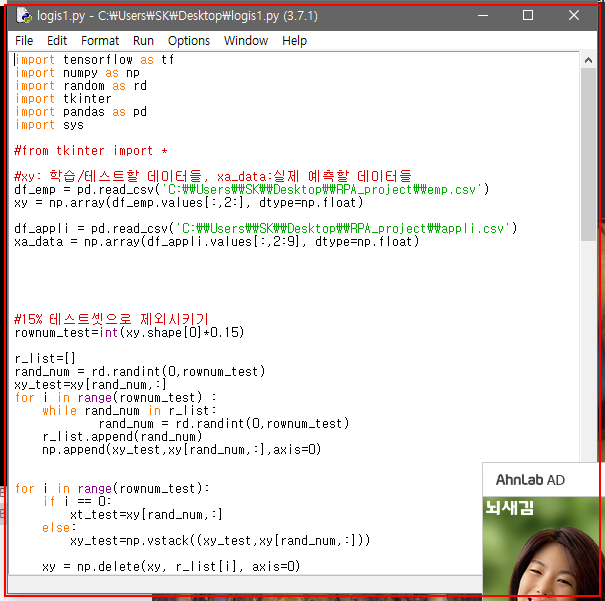 logis1.py - C:₩Users₩SK₩Desktop₩logis1.py (3.7.1)
File Edit Format Run Options Window Help
import tensorflow as tf
import numpy as np
import random as rd
import tkinter
import pandas as pd
import sys
#from tkinter import *
#xy: 학습/테스트할 데이터들, xa_data:실제 예측할 데이터들
df_emp = pd.read_csv('C:₩₩Users₩₩SK₩₩Desktop₩₩RPA_project₩₩emp.csv')
xy = np.array(df_emp.values[:,2:], dtype=np.float)
df_appli = pd.read_csv('C:₩₩Users₩₩SK₩₩Desktop₩₩RPA_project₩₩appli.csv')
xa_data = np.array(df_appli.values[:,2:9], dtype=np.float)
#15% 테스트셋으로 제외시키기
rownum_test=int(xy.shape[0]*0.15)
r_list=[]
rand_num = rd.randint(0,rownum_test)
xy_test=xy[rand_num,:]
for i in range(rownum_test) :
    while rand_num in r_list:
            rand_num = rd.randint(0,rownum_test)
    r_list.append(rand_num)
    np.append(xy_test,xy[rand_num,:],axis=0)
for i in range(rownum_test):
    if i == 0:
        xt_test=xy[rand_num,:]
    else:
        xy_test=np.vstack((xy_test,xy[rand_num,:]))
    xy = np.delete(xy, r_list[i], axis=0)
AhnLab AD
뇌새김